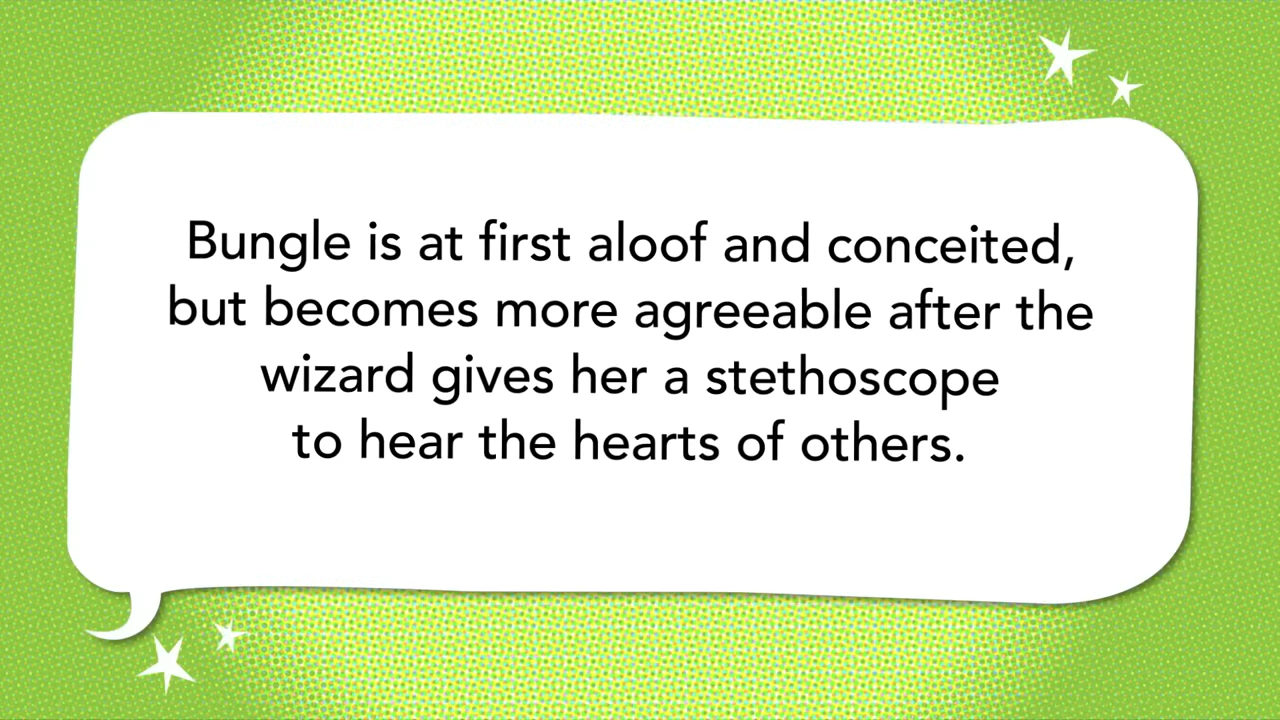 Bungle is at first aloof and conceited,
but becomes more agreeable after the
wizard gives her a stethoscope
to hear the hearts of others.